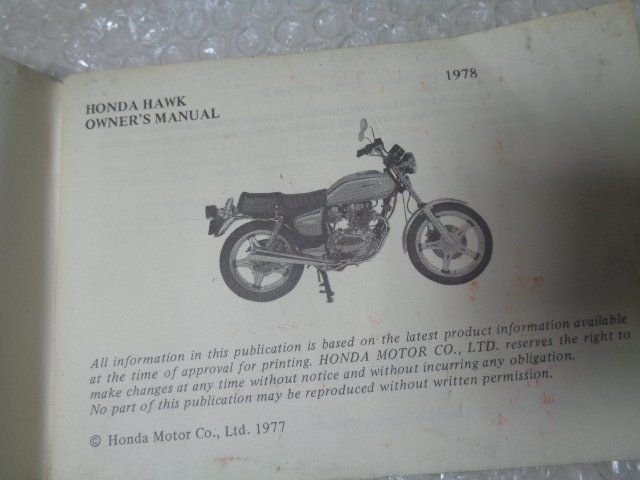 1978
HONDA HAWK
OWNER'S MANUAL
All information in this publication is based on the latest product information available
at the time of approval for printing. HONDA MOTOR CO., LTD. reserves the right to
make changes at any time without notice and without incurring any obligation.
No part of this publication may be reproduced without written permission.
© Honda Motor Co., Ltd. 1977